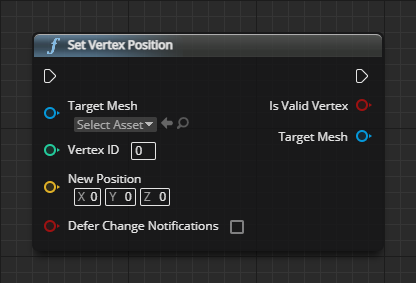 f Set Vertex Position
Target Mesh
Select Asset
Is Valid Vertex
Target Mesh
Vertex ID 0
New Position
X 0 Y 0 Z 0
Defer Change Notifications